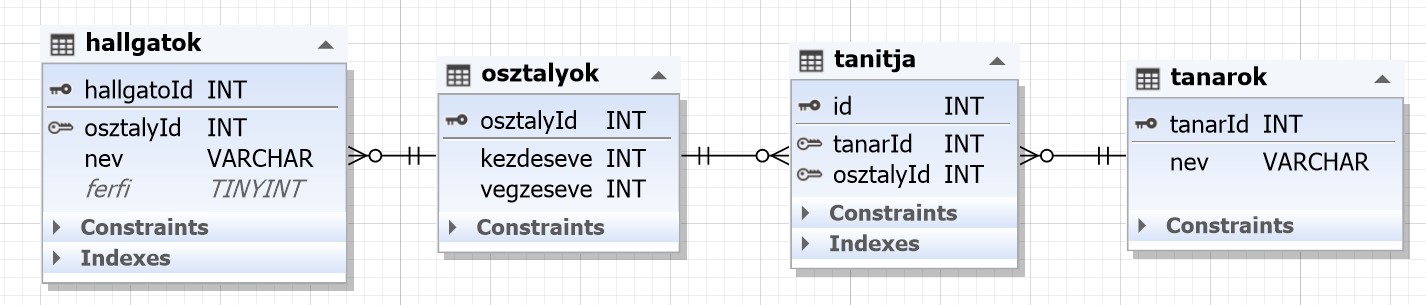 hallgatok
hallgatoId INT
osztalyId INT
nev VARCHAR
ferfi TINYINT
Constraints
Indexes
osztalyok
osztalyId INT
kezdeseve INT
vegzeseve INT
Constraints
tanitja
id INT
tanarId INT
osztalyId INT
Constraints
Indexes
tanarok
tanarId INT
nev VARCHAR
Constraints